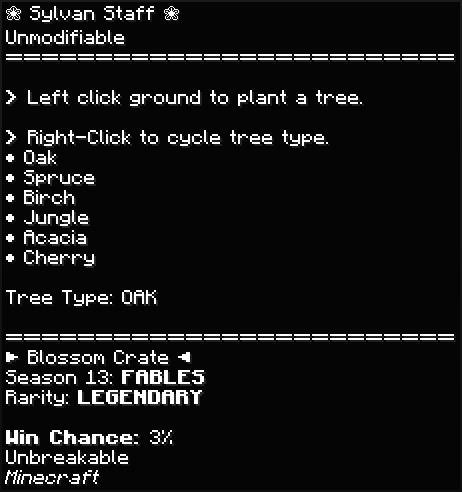 ❀ Sylvan Staff ❀
Unmodifiable
================================
> Left click ground to plant a tree.
> Right-Click to cycle tree type.
• Oak
• Spruce
• Birch
• Jungle
• Acacia
• Cherry
Tree Type: OAK
================================
► Blossom Crate ◄
Season 13: FABLES
Rarity: LEGENDARY
Win Chance: 3%
Unbreakable
Minecraft